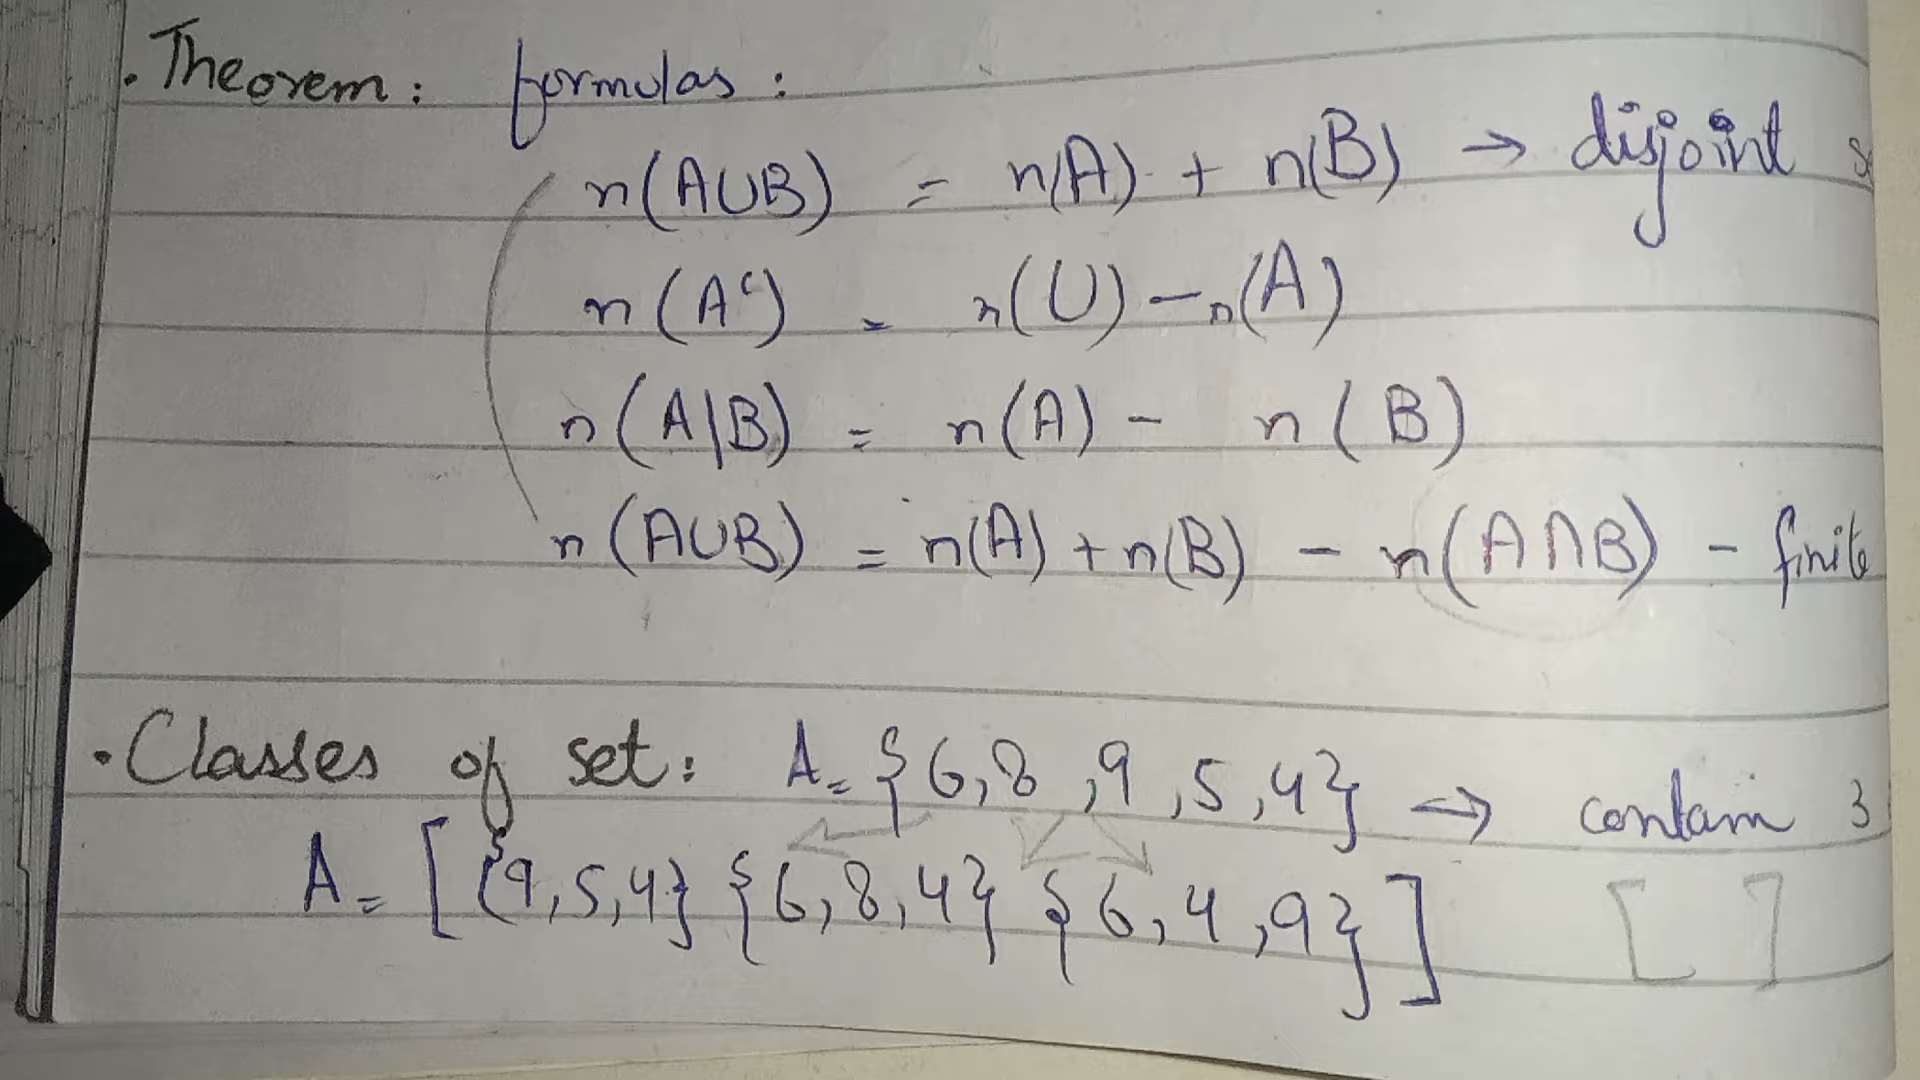 . Theorem: formulas:
n(A∪B) = n(A) + n(B) → disjoint
n(Aᶜ) = n(U) - n(A)
n(A|B) = n(A) - n(B)
n(A∪B) = n(A) + n(B) - n(A∩B) - finite
. Classes of set: A = {6,8,9,5,4} → contain 3
A = [{9,5,4} {6,8,4} {6,4,9}] [ ]